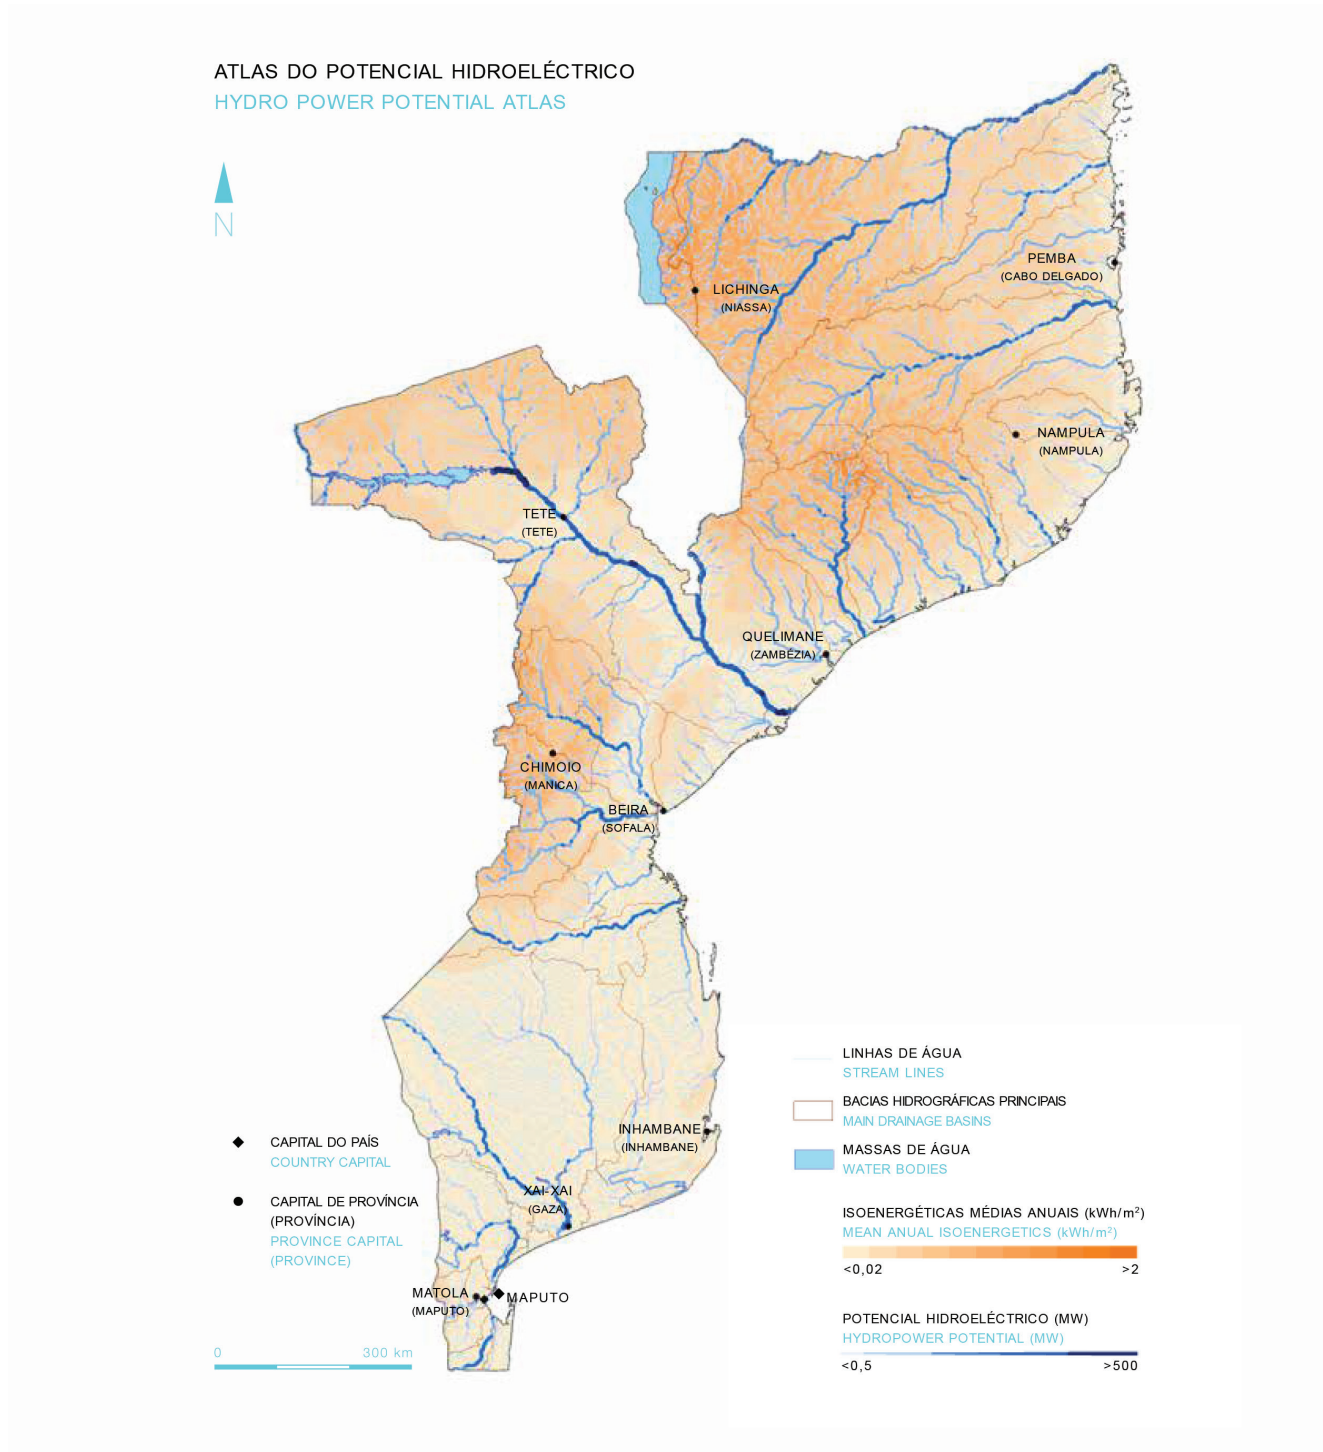 ATLAS DO POTENCIAL HIDROELÉCTRICO
HYDRO POWER POTENTIAL ATLAS
N
PEMBA
(CABO DELGADO)
LICHINGA
(NIASSA)
NAMPULA
(NAMPULA)
TETE
(TETE)
QUELIMANE
(ZAMBÉZIA)
CHIMOIO
(MANICA)
BEIRA
(SOFALA)
INHAMBANE
(INHAMBANE)
XAI-XAI
(GAZA)
MATOLA
(MAPUTO)
MAPUTO
CAPITAL DO PAÍS
COUNTRY CAPITAL
CAPITAL DE PROVÍNCIA
(PROVÍNCIA)
PROVINCE CAPITAL
(PROVINCE)
0 300 km
LINHAS DE ÁGUA
STREAM LINES
BACIAS HIDROGRÁFICAS PRINCIPAIS
MAIN DRAINAGE BASINS
MASSAS DE ÁGUA
WATER BODIES
ISOENERGÉTICAS MÉDIAS ANUAIS (kWh/m²)
MEAN ANUAL ISOENERGETICS (kWh/m²)
<0,02 >2
POTENCIAL HIDROELÉCTRICO (MW)
HYDROPOWER POTENTIAL (MW)
<0,5 >500